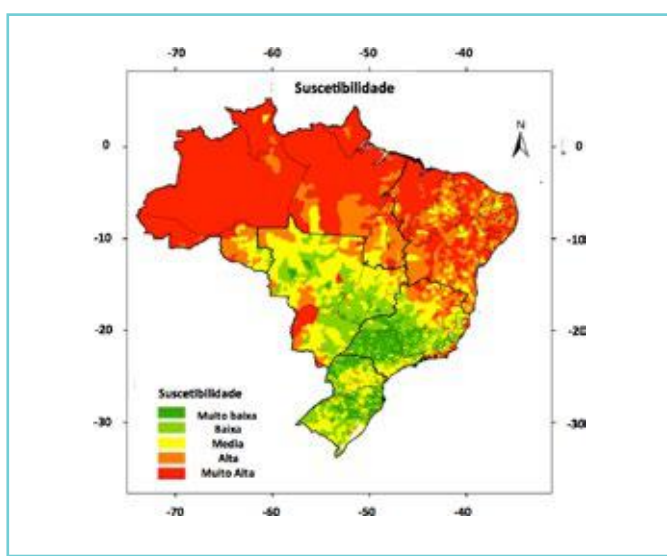 -70 -60 -50 -40
Suscetibilidade
N
0 0
-10 -10
-20 -20
-30 -30
Suscetibilidade
Muito baixa
Baixa
Media
Alta
Muito Alta
-70 -60 -50 -40